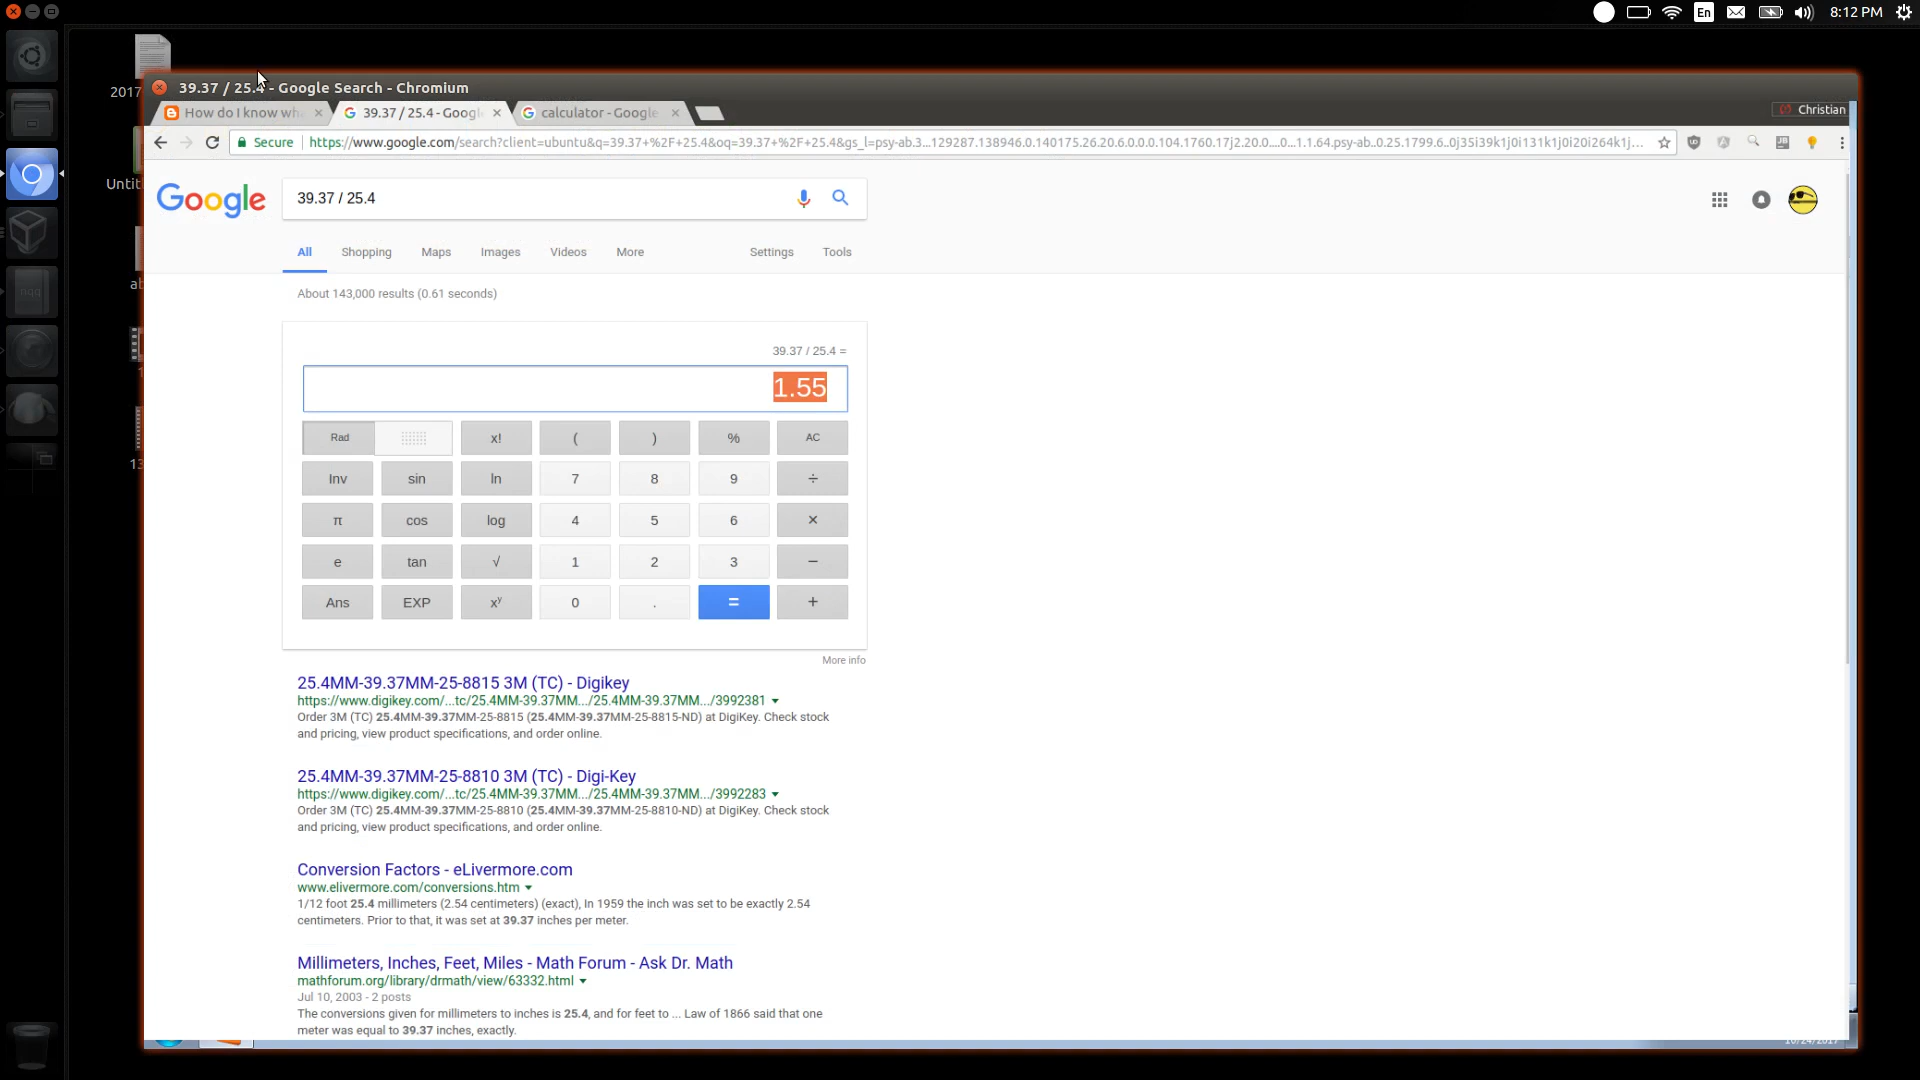 8:12 PM
En
2017
Unti
ab
13
39.37 / 25.4 - Google Search - Chromium
How do I know wh
39.37 / 25.4 - Googl
calculator - Google
Christian
Secure
https://www.google.com/search?client=ubuntu&q=39.37+%2F+25.4&oq=39.37+%2F+25.4&gs_l=psy-ab.3...129287.138946.0.140175.26.20.6.0.0.0.104.1760.17j2.20.0....0...1.1.64.psy-ab..0.25.1799.6..0j35i39k1j0i131k1j0i20i264k1j...
Google
39.37 / 25.4
All
Shopping
Maps
Images
Videos
More
Settings
Tools
About 143,000 results (0.61 seconds)
39.37 / 25.4 =
1.55
Rad x! ( ) % AC
Inv sin ln 7 8 9 ÷
π cos log 4 5 6 ×
e tan √ 1 2 3 −
Ans EXP xʸ 0 . = +
More info
25.4MM-39.37MM-25-8815 3M (TC) - Digikey
https://www.digikey.com/...tc/25.4MM-39.37MM.../25.4MM-39.37MM.../3992381
Order 3M (TC) 25.4MM-39.37MM-25-8815 (25.4MM-39.37MM-25-8815-ND) at DigiKey. Check stock
and pricing, view product specifications, and order online.
25.4MM-39.37MM-25-8810 3M (TC) - Digi-Key
https://www.digikey.com/...tc/25.4MM-39.37MM.../25.4MM-39.37MM.../3992283
Order 3M (TC) 25.4MM-39.37MM-25-8810 (25.4MM-39.37MM-25-8810-ND) at DigiKey. Check stock
and pricing, view product specifications, and order online.
Conversion Factors - eLivermore.com
www.elivermore.com/conversions.htm
1/12 foot 25.4 millimeters (2.54 centimeters) (exact), In 1959 the inch was set to be exactly 2.54
centimeters. Prior to that, it was set at 39.37 inches per meter.
Millimeters, Inches, Feet, Miles - Math Forum - Ask Dr. Math
mathforum.org/library/drmath/view/63332.html
Jul 10, 2003 - 2 posts
The conversions given for millimeters to inches is 25.4, and for feet to ... Law of 1866 said that one
meter was equal to 39.37 inches, exactly.